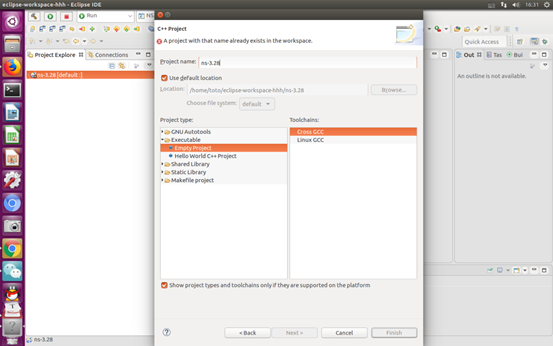 eclipse-workspace-hhh - Eclipse IDE
16:31
Run
NS
Quick Access
Project Explore
Connections
ns-3.28 [default:]
C++ Project
A project with that name already exists in the workspace.
Project name:
ns-3.28
Use default location
Location:
/home/toto/eclipse-workspace-hhh/ns-3.28
Browse...
Choose file system:
default
Project type:
Toolchains:
GNU Autotools
Executable
Empty Project
Hello World C++ Project
Shared Library
Static Library
Makefile project
Cross GCC
Linux GCC
Show project types and toolchains only if they are supported on the platform
< Back
Next >
Cancel
Finish
Out
Tas
Bui
An outline is not available.
ns-3.28